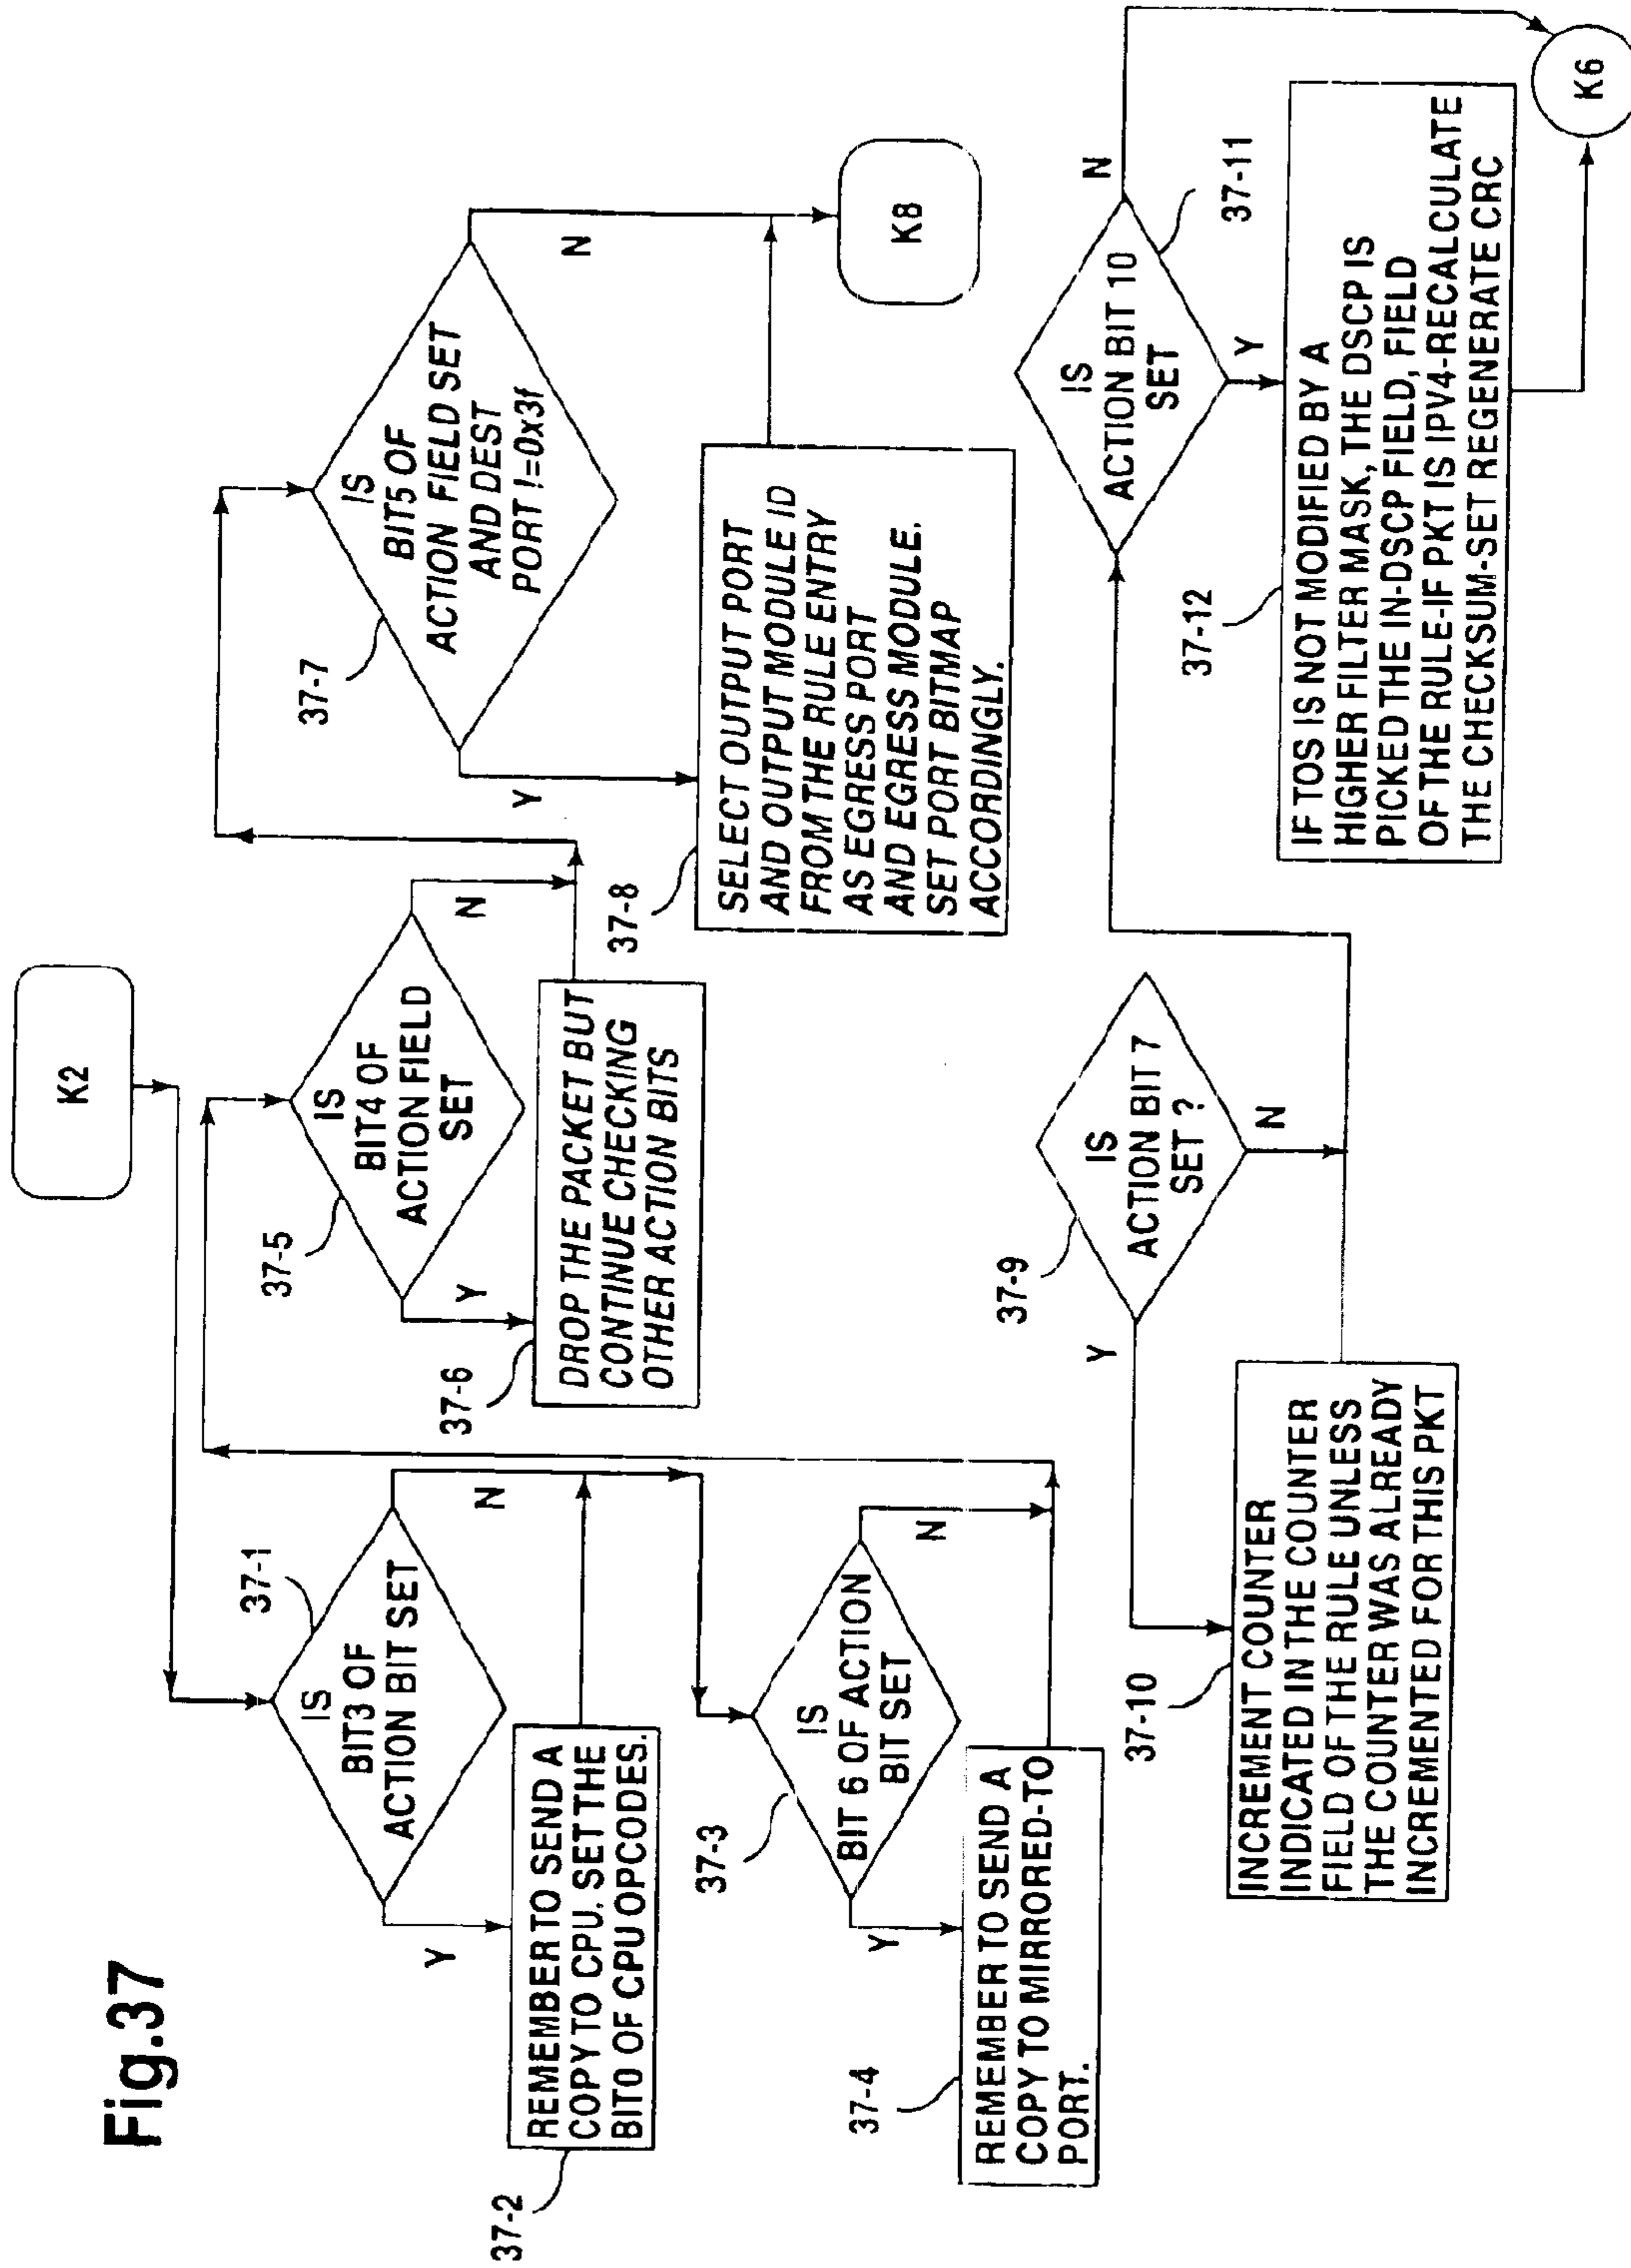 Fig.37
K2
37-1
IS
BIT3 OF
ACTION BIT SET
Y
N
37-2
REMEMBER TO SEND A
COPY TO CPU. SET THE
BIT0 OF CPU OPCODES.
37-3
IS
BIT 6 OF ACTION
BIT SET
Y
N
37-4
REMEMBER TO SEND A
COPY TO MIRRORED-TO
PORT.
37-5
IS
BIT4 OF
ACTION FIELD
SET
Y
N
37-6
DROP THE PACKET BUT
CONTINUE CHECKING
OTHER ACTION BITS
37-7
IS
BIT5 OF
ACTION FIELD SET
AND DEST
PORT !=0x3f
Y
N
37-8
SELECT OUTPUT PORT
AND OUTPUT MODULE ID
FROM THE RULE ENTRY
AS EGRESS PORT
AND EGRESS MODULE.
SET PORT BITMAP
ACCORDINGLY.
K8
37-9
IS
ACTION BIT 7
SET ?
Y
N
37-10
INCREMENT COUNTER
INDICATED IN THE COUNTER
FIELD OF THE RULE UNLESS
THE COUNTER WAS ALREADY
INCREMENTED FOR THIS PKT
37-11
IS
ACTION BIT 10
SET
N
Y
37-12
IF TOS IS NOT MODIFIED BY A
HIGHER FILTER MASK, THE DSCP IS
PICKED THE IN-DSCP FIELD, FIELD
OF THE RULE-IF PKT IS IPV4-RECALCULATE
THE CHECKSUM-SET REGENERATE CRC
K6